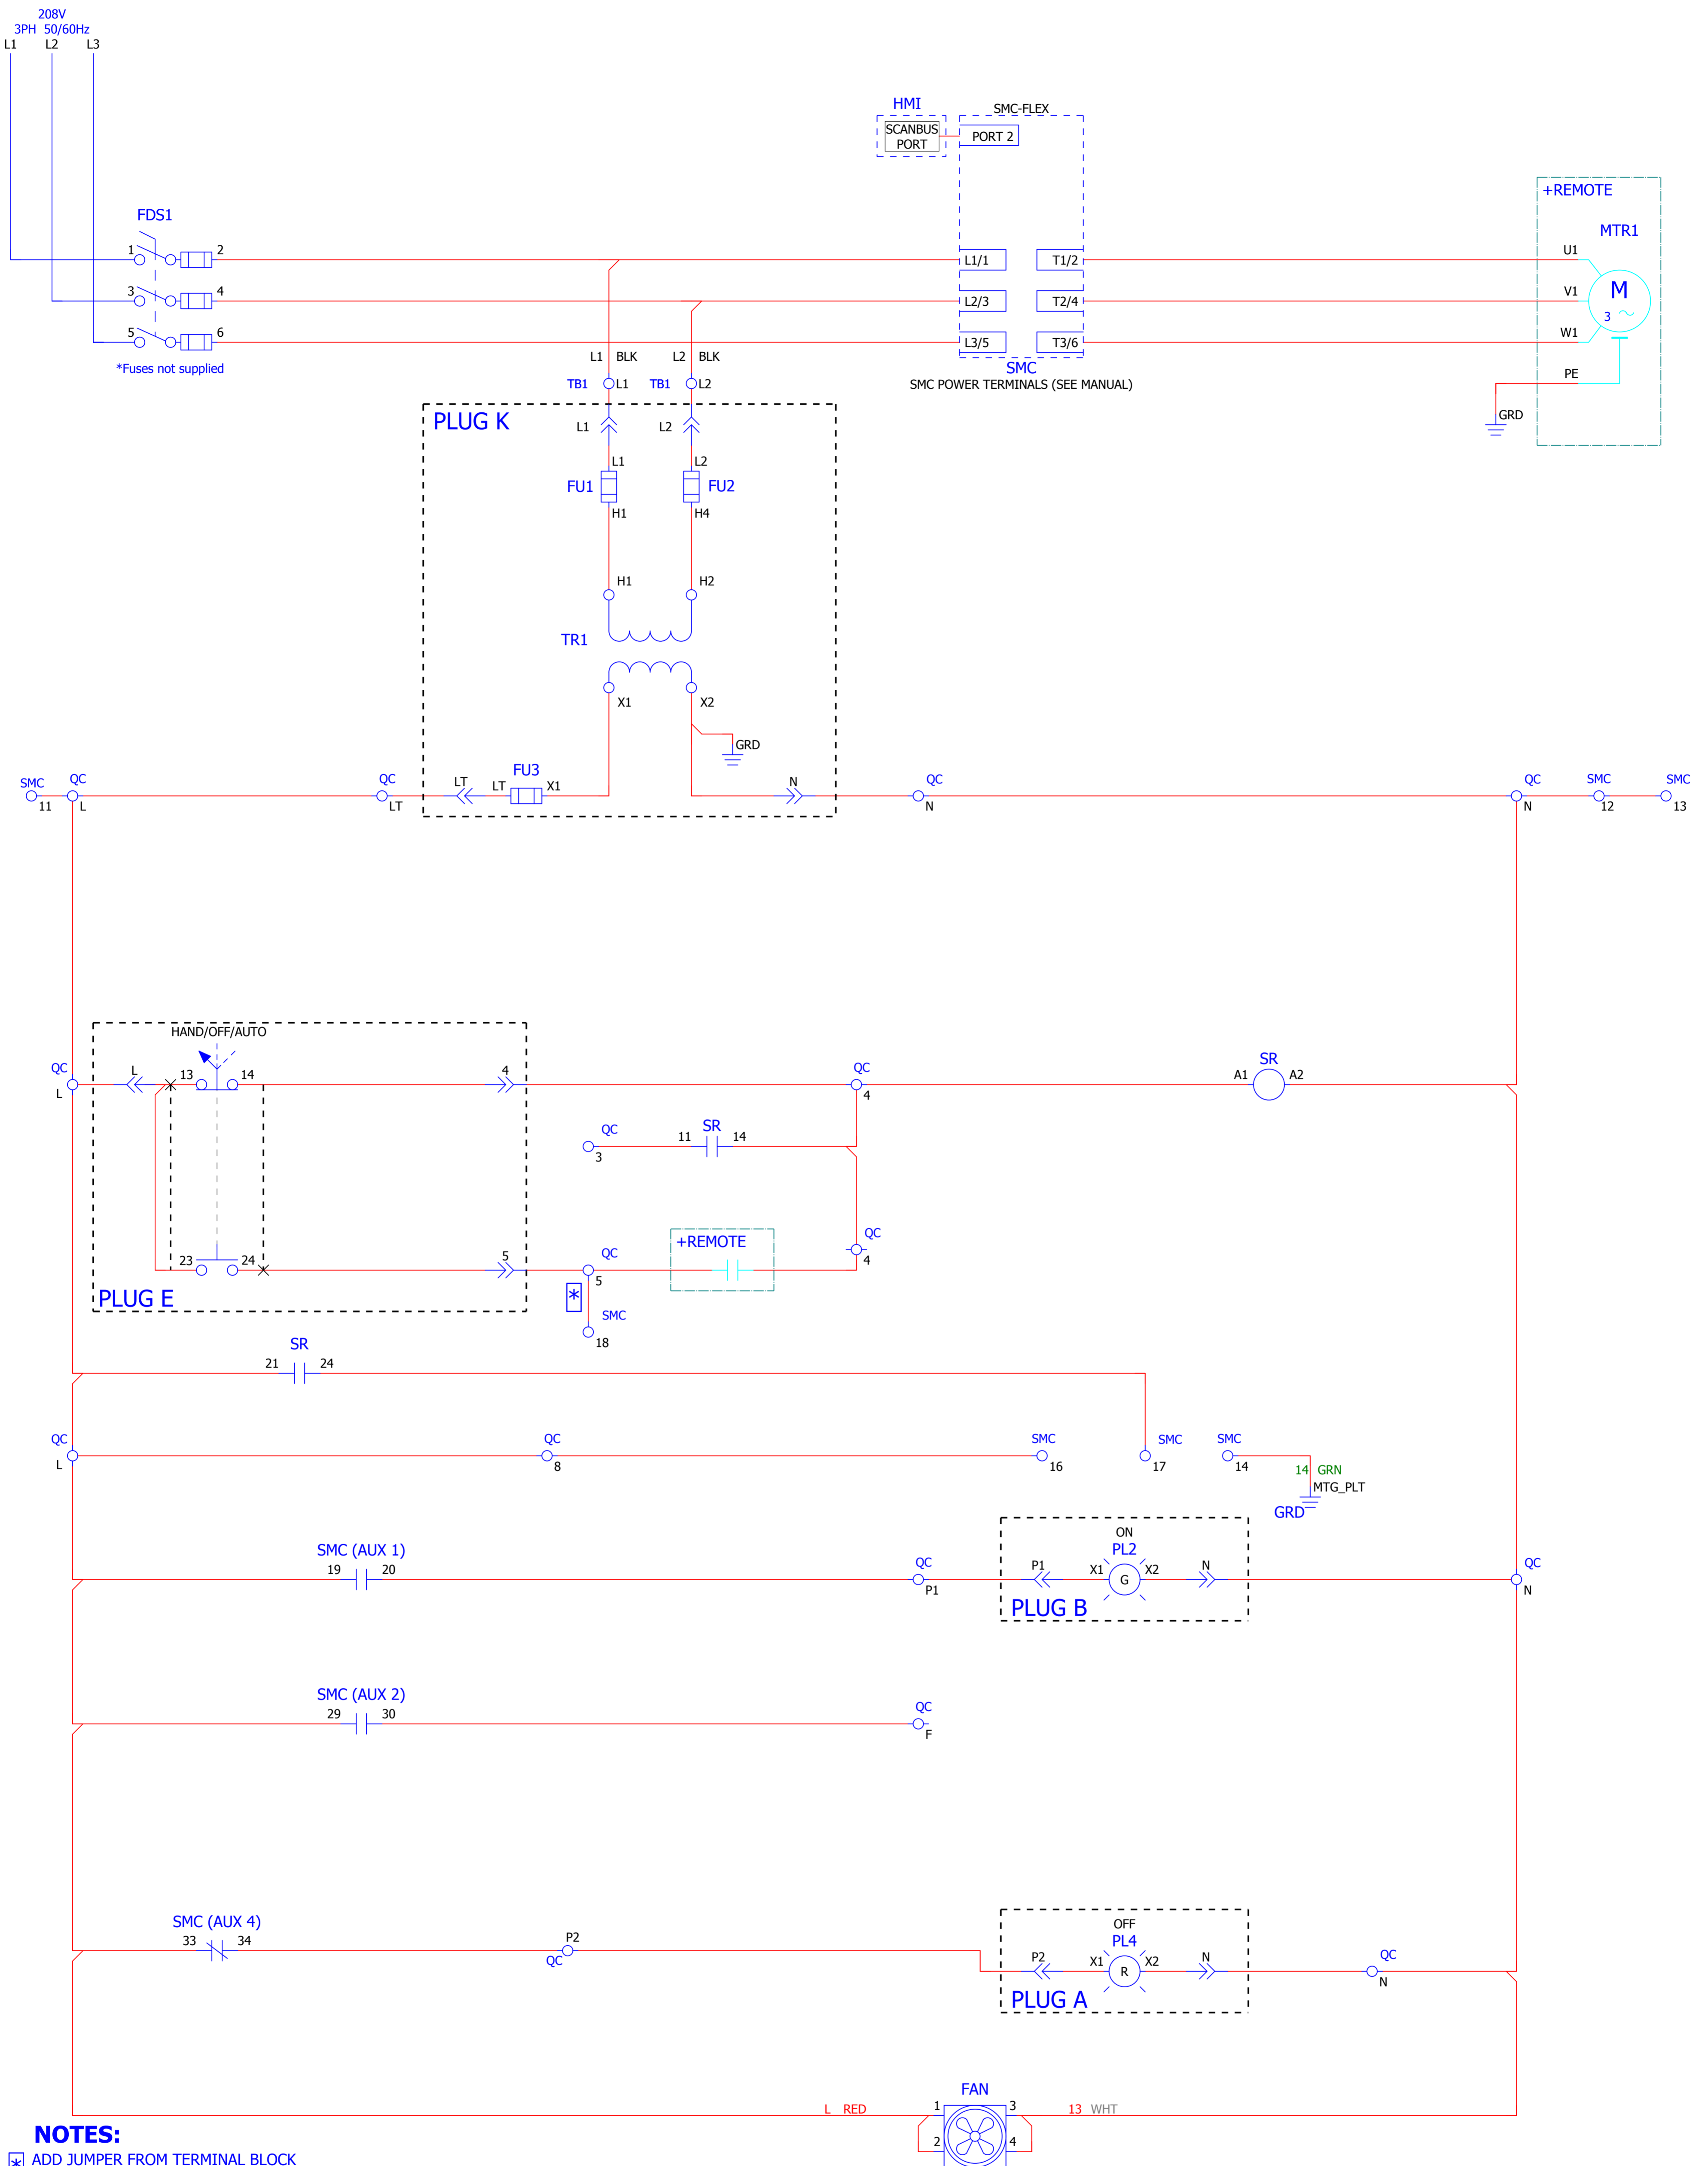 208V
3PH 50/60Hz
L1 L2 L3
HMI
SCANBUS
PORT
SMC-FLEX
PORT 2
+REMOTE
MTR1
FDS1
1 2
L1/1 T1/2
U1
3 4
L2/3 T2/4
V1
M
3
5 6
L3/5 T3/6
W1
*Fuses not supplied
L1 BLK L2 BLK
SMC
SMC POWER TERMINALS (SEE MANUAL)
PE
GRD
TB1 L1 TB1 L2
PLUG K
L1 L2
L1 L2
FU1 FU2
H1 H4
H1 H2
TR1
X1 X2
GRD
SMC QC QC LT LT FU3 X1 N QC QC SMC SMC
11 L LT N N 12 13
HAND/OFF/AUTO
QC L 13 14 4 QC SR
L 4 A1 A2
QC 11 SR 14
3
+REMOTE
QC
4
23 24 5 QC
5
PLUG E
*
SMC
18
SR
21 24
QC QC SMC SMC SMC
L 8 16 17 14
14 GRN
MTG_PLT
GRD
ON
SMC (AUX 1) PL2
19 20 QC P1 X1 G X2 N QC
P1 N
PLUG B
SMC (AUX 2)
29 30 QC
F
OFF
SMC (AUX 4) PL4
33 34 P2 P2 X1 R X2 N QC
QC N
PLUG A
FAN
L RED 1 3 13 WHT
2 4
NOTES:
* ADD JUMPER FROM TERMINAL BLOCK